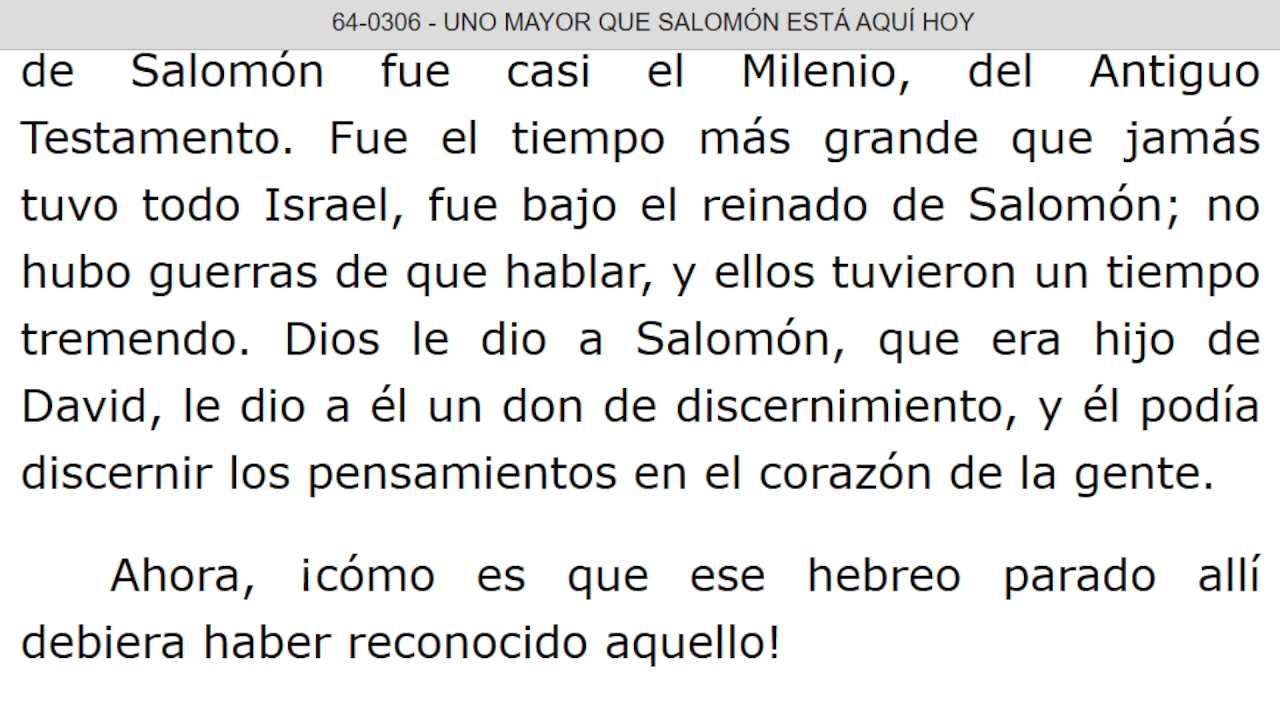 64-0306 - UNO MAYOR QUE SALOMÓN ESTÁ AQUÍ HOY
de Salomón fue casi el Milenio, del Antiguo
Testamento. Fue el tiempo más grande que jamás
tuvo todo Israel, fue bajo el reinado de Salomón; no
hubo guerras de que hablar, y ellos tuvieron un tiempo
tremendo. Dios le dio a Salomón, que era hijo de
David, le dio a él un don de discernimiento, y él podía
discernir los pensamientos en el corazón de la gente.
Ahora, ¡cómo es que ese hebreo parado allí
debiera haber reconocido aquello!